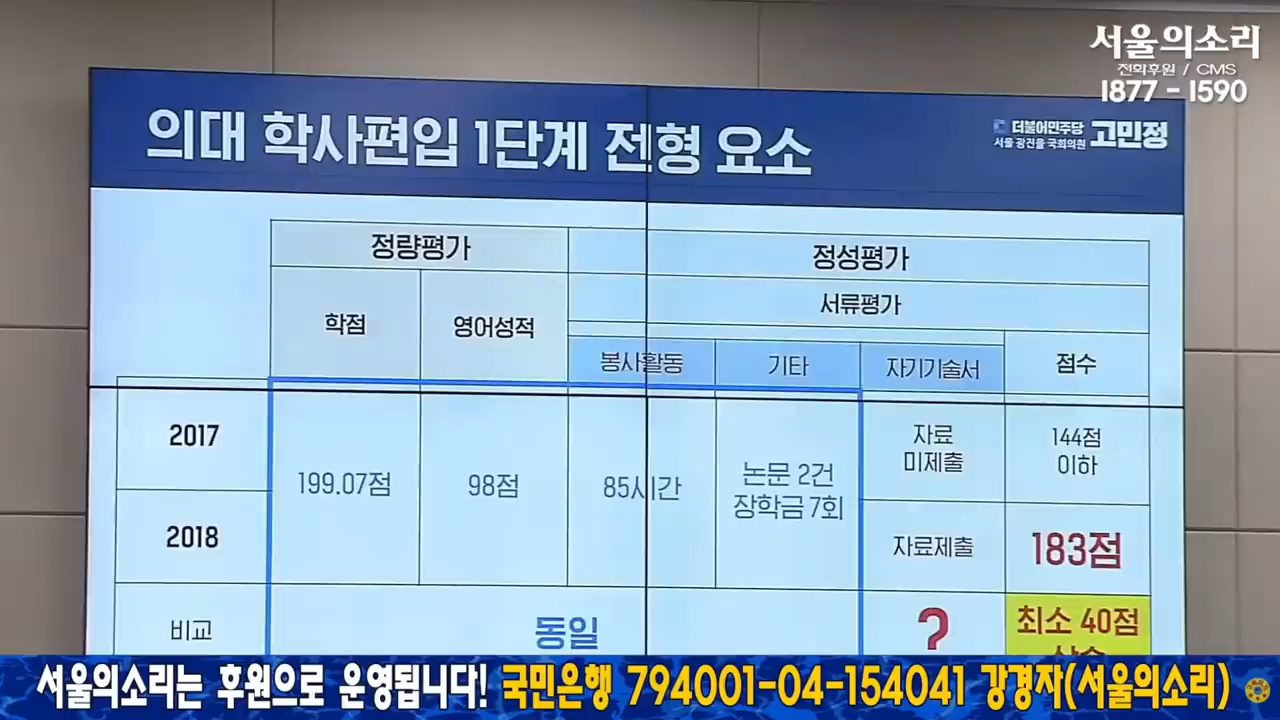 서울의소리
전화후원 / CMS
1877 - 1590
의대 학사편입 1단계 전형 요소
더불어민주당
서울 광진을 국회의원
고민정
정량평가
정성평가
서류평가
학점
영어성적
봉사활동
기타
자기기술서
점수
2017
2018
199.07점
98점
85시간
논문 2건
장학금 7회
자료
미제출
144점
이하
자료제출
183점
비교
동일
?
최소 40점
서울의소리는 후원으로 운영됩니다! 국민은행 794001-04-154041 강경자(서울의소리)